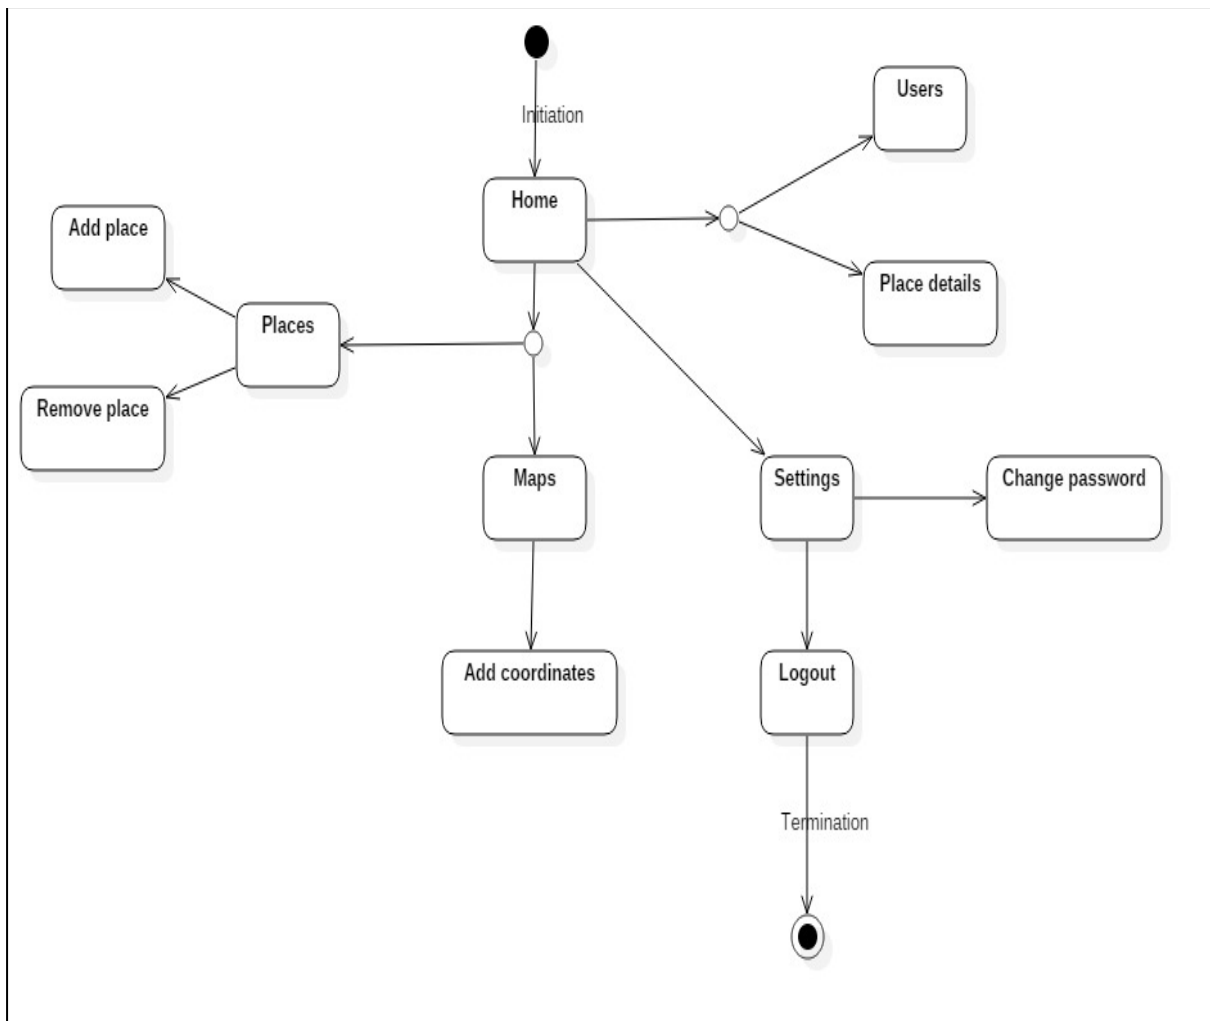 Initiation
Users
Home
Add place
Place details
Places
Remove place
Maps
Settings
Change password
Add coordinates
Logout
Termination